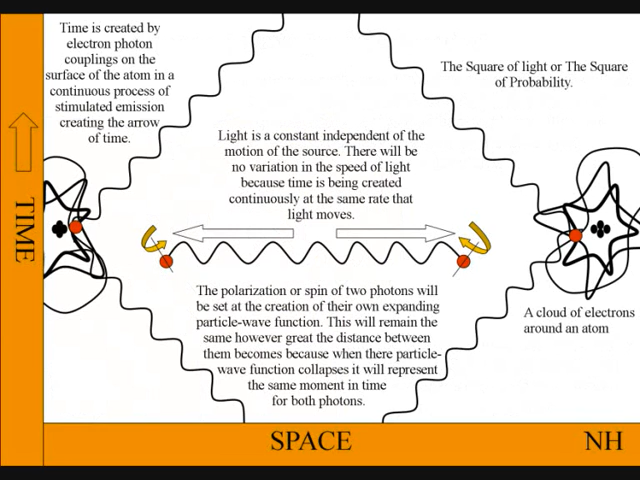 Time is created by
electron photon
couplings on the
surface of the atom in a
continuous process of
stimulated emission
creating the arrow
of time.
The Square of light or The Square
of Probability.
Light is a constant independent of the
motion of the source. There will be
no variation in the speed of light
because time is being created
continuously at the same rate that
light moves.
TIME
The polarization or spin of two photons will
be set at the creation of their own expanding
particle-wave function. This will remain the
same however great the distance between
them becomes because when there particle-
wave function collapses it will represent
the same moment in time
for both photons.
A cloud of electrons
around an atom
SPACE
NH